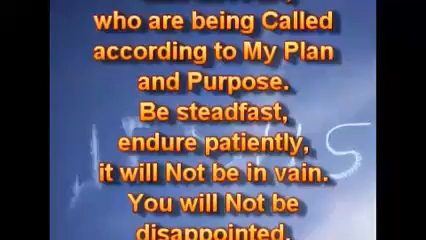 who are being Called
according to My Plan
and Purpose.
Be steadfast,
endure patiently,
it will Not be in vain.
You will Not be
disappointed.
JESUS